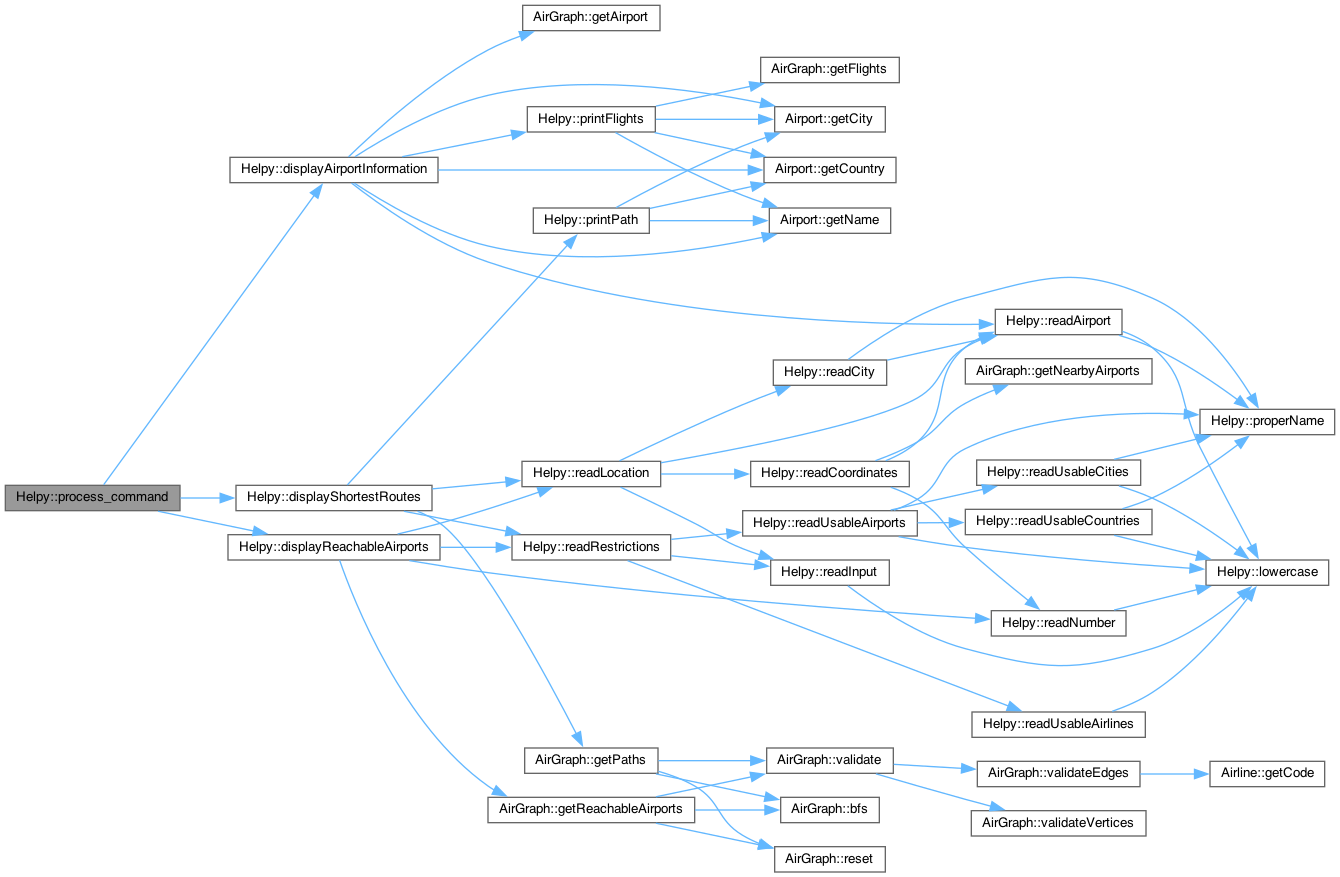 AirGraph::getAirport
AirGraph::getFlights
Helpy::printFlights
Airport::getCity
Helpy::displayAirportInformation
Airport::getCountry
Helpy::printPath
Airport::getName
Helpy::readAirport
Helpy::readCity
AirGraph::getNearbyAirports
Helpy::properName
Helpy::readLocation
Helpy::readCoordinates
Helpy::readUsableCities
Helpy::process_command
Helpy::displayShortestRoutes
Helpy::readUsableAirports
Helpy::readUsableCountries
Helpy::displayReachableAirports
Helpy::readRestrictions
Helpy::readInput
Helpy::lowercase
Helpy::readNumber
Helpy::readUsableAirlines
AirGraph::getPaths
AirGraph::validate
AirGraph::validateEdges
Airline::getCode
AirGraph::getReachableAirports
AirGraph::bfs
AirGraph::validateVertices
AirGraph::reset